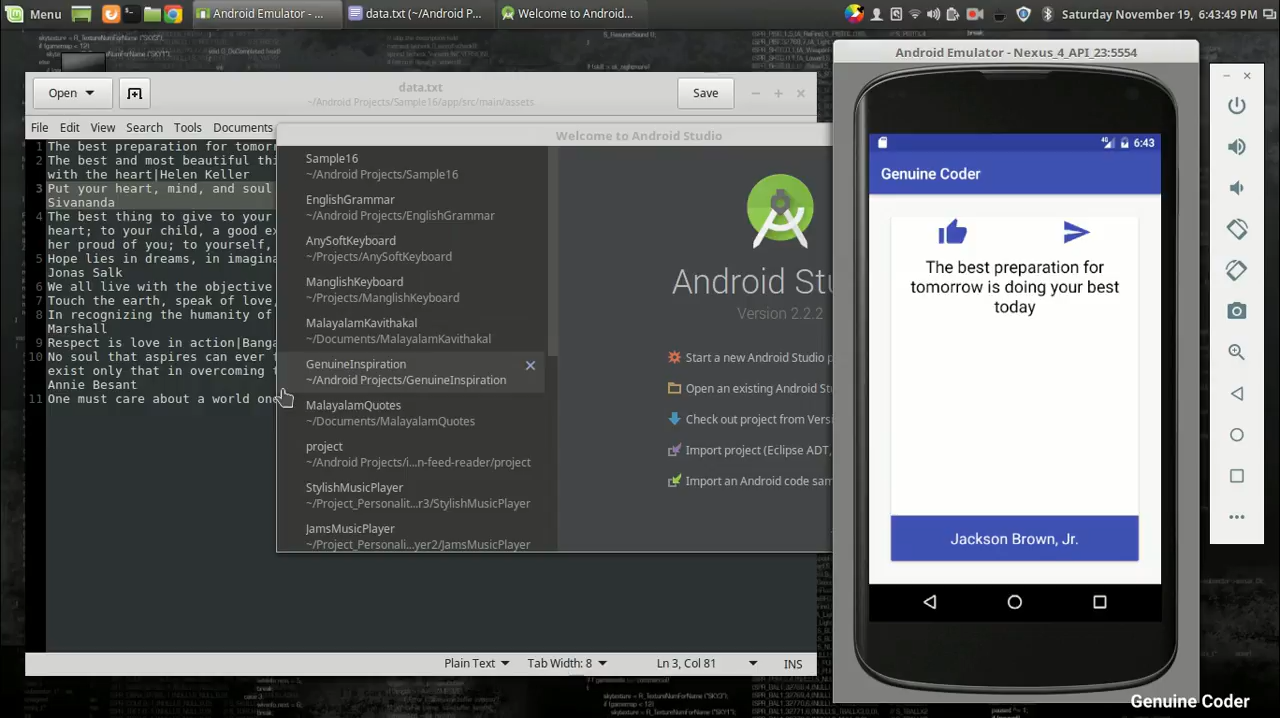 Menu
Android Emulator - ...
data.txt (~/Android P...
Welcome to Android...
Saturday November 19, 6:43:49 PM
Open
data.txt
~/Android Projects/Sample16/app/src/main/assets
Save
File Edit View Search Tools Documents
1 The best preparation for tomor
2 The best and most beautiful thi
with the heart|Helen Keller
3 Put your heart, mind, and soul
Sivananda
4 The best thing to give to your
heart; to your child, a good ex
her proud of you; to yourself,
5 Hope lies in dreams, in imagina
Jonas Salk
6 We all live with the objective
7 Touch the earth, speak of love,
8 In recognizing the humanity of
Marshall
9 Respect is love in action|Banga
10 No soul that aspires can ever
exist only that in overcoming t
Annie Besant
11 One must care about a world one
Plain Text
Tab Width: 8
Ln 3, Col 81
INS
Welcome to Android Studio
Sample16
~/Android Projects/Sample16
EnglishGrammar
~/Android Projects/EnglishGrammar
AnySoftKeyboard
~/Projects/AnySoftKeyboard
ManglishKeyboard
~/Projects/ManglishKeyboard
MalayalamKavithakal
~/Documents/MalayalamKavithakal
GenuineInspiration
~/Android Projects/GenuineInspiration
MalayalamQuotes
~/Documents/MalayalamQuotes
project
~/Android Projects/i...n-feed-reader/project
StylishMusicPlayer
~/Project_Personalit...r3/StylishMusicPlayer
JamsMusicPlayer
~/Project_Personali...yer2/JamsMusicPlayer
Android Stu
Version 2.2.2
Start a new Android Studio p
Open an existing Android Stu
Check out project from Versi
Import project (Eclipse ADT,
Import an Android code sam
Android Emulator - Nexus_4_API_23:5554
6:43
Genuine Coder
The best preparation for
tomorrow is doing your best
today
Jackson Brown, Jr.
Genuine Coder